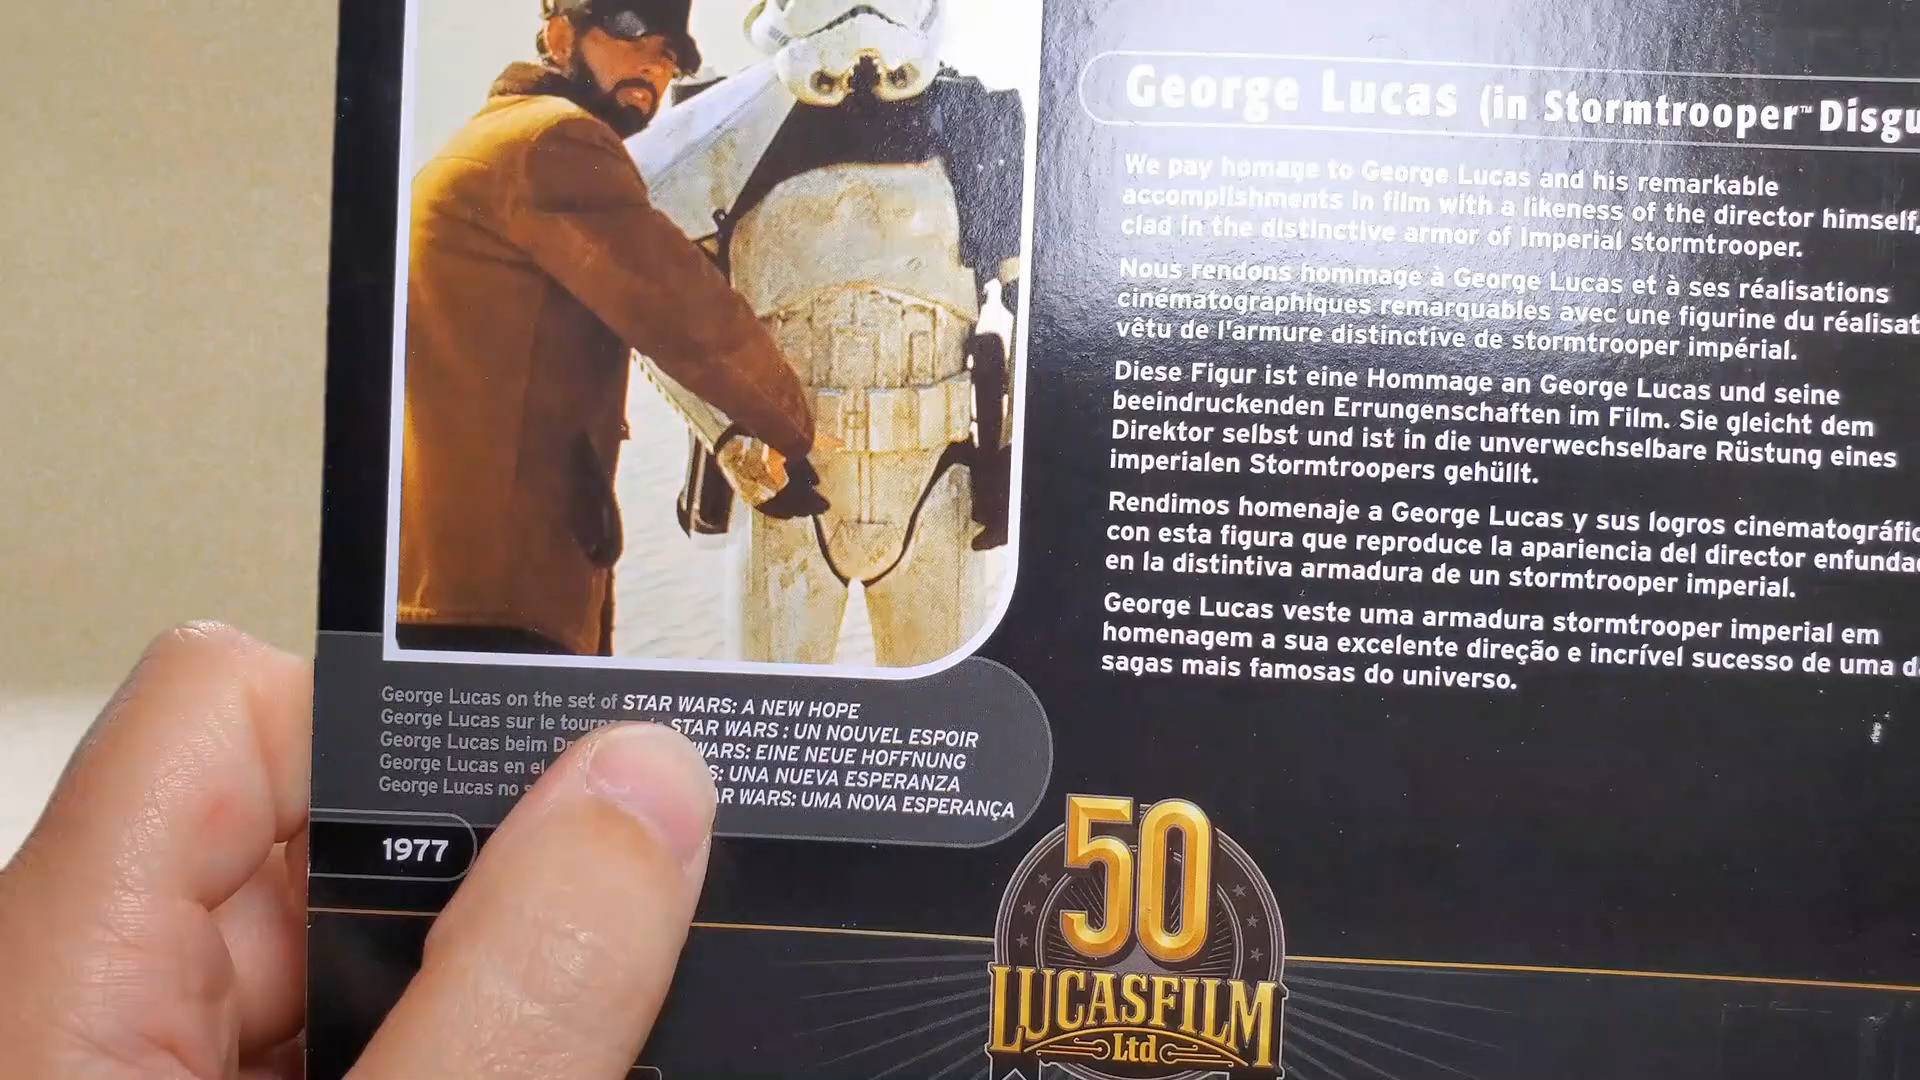 George Lucas (in Stormtrooper™
We pay homage to George Lucas and his remarkable
accomplishments in film with a likeness of the director himself,
clad in the distinctive armor of Imperial stormtrooper.
Nous rendons hommage à George Lucas et à ses réalisations
cinématographiques remarquables avec une figurine du
vêtu de l'armure distinctive de stormtrooper impérial.
Diese Figur ist eine Hommage an George Lucas und seine
beeindruckenden Errungenschaften im Film. Sie gleicht dem
Direktor selbst und ist in die unverwechselbare Rüstung eines
imperialen Stormtroopers gehüllt.
Rendimos homenaje a George Lucas y sus logros
con esta figura que reproduce la apariencia del director
en la distintiva armadura de un stormtrooper imperial.
George Lucas veste uma armadura stormtrooper imperial em
homenagem a sua excelente direção e incrível sucesso de uma
sagas mais famosas do universo.
George Lucas on the set of STAR WARS: A NEW HOPE
George Lucas sur le STAR WARS : UN NOUVEL ESPOIR
George Lucas beim WARS: EINE NEUE HOFFNUNG
George Lucas en el UNA NUEVA ESPERANZA
George Lucas no WARS: UMA NOVA ESPERANÇA
1977
50
LUCASFILM
Ltd